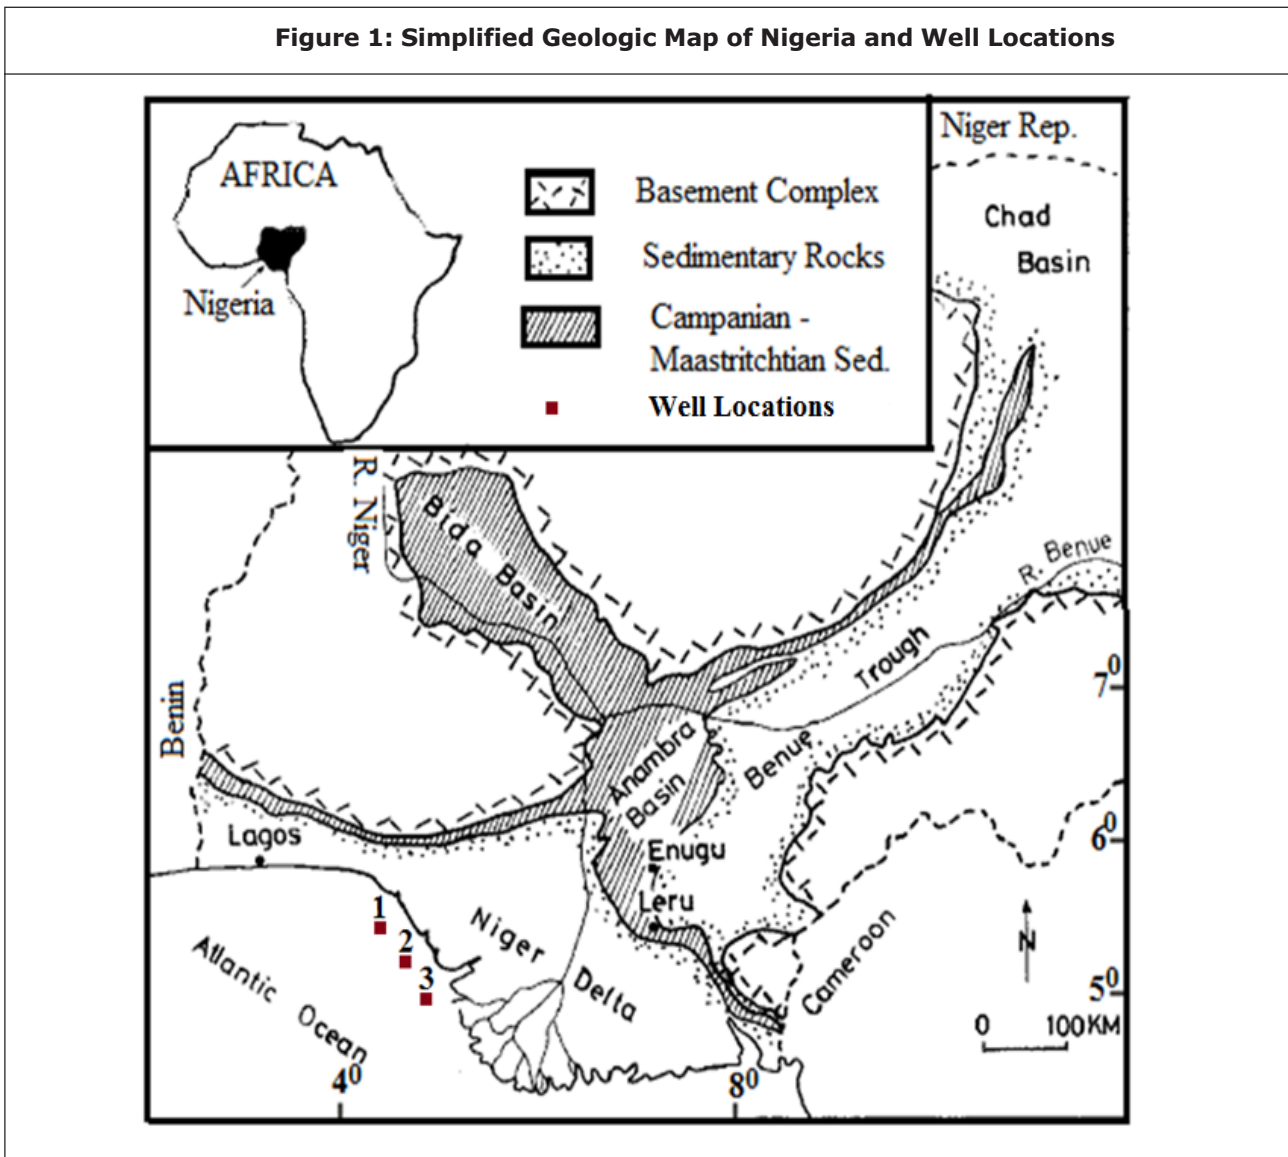 Figure 1: Simplified Geologic Map of Nigeria and Well Locations
AFRICA
Nigeria
Basement Complex
Sedimentary Rocks
Campanian -
Maastritchtian Sed.
Well Locations
Niger Rep.
Chad
Basin
R. Niger
Bida Basin
R. Benue
Trough
Benue
7⁰
Benin
Anambra
Basin
6⁰
Lagos
Enugu
Leru
1
2
3
Niger
Delta
Atlantic Ocean
Cameroon
N
5⁰
0 100KM
4⁰
8⁰